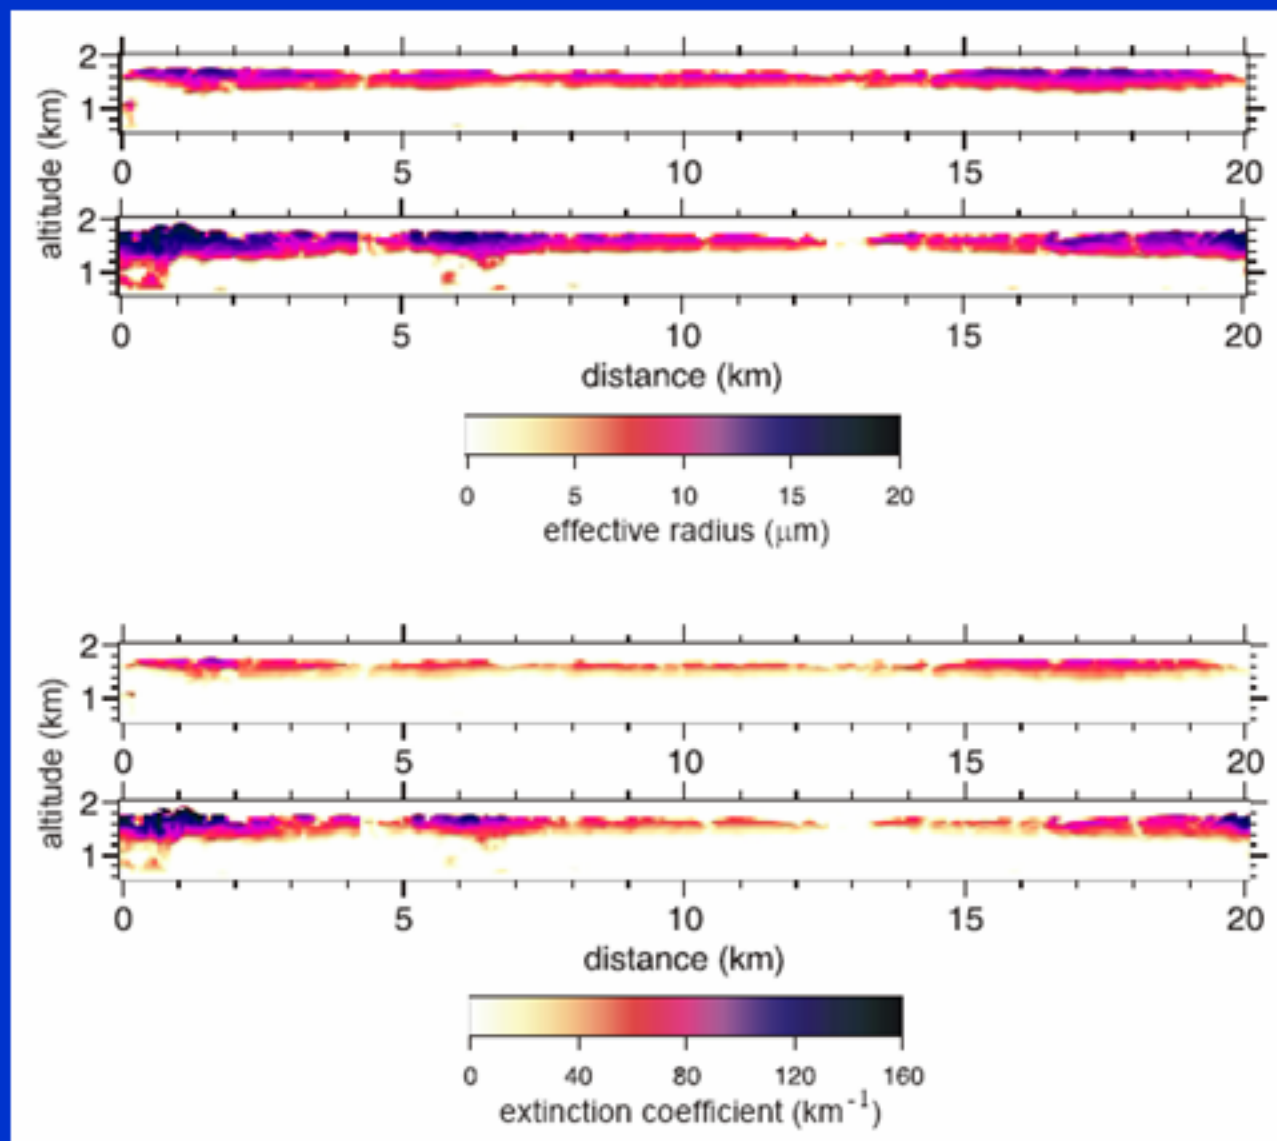 2
1
0 5 10 15 20
2
1
0 5 10 15 20
altitude (km)
distance (km)
0 5 10 15 20
effective radius (μm)
2
1
0 5 10 15 20
2
1
0 5 10 15 20
altitude (km)
distance (km)
0 40 80 120 160
extinction coefficient (km⁻¹)